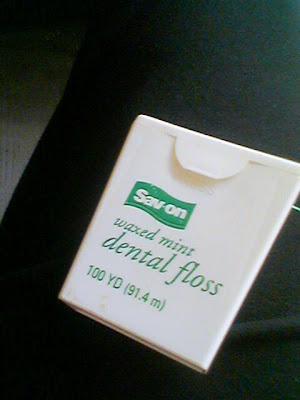 Sav-on
waxed mint
dental floss
100 YD (91.4 m)